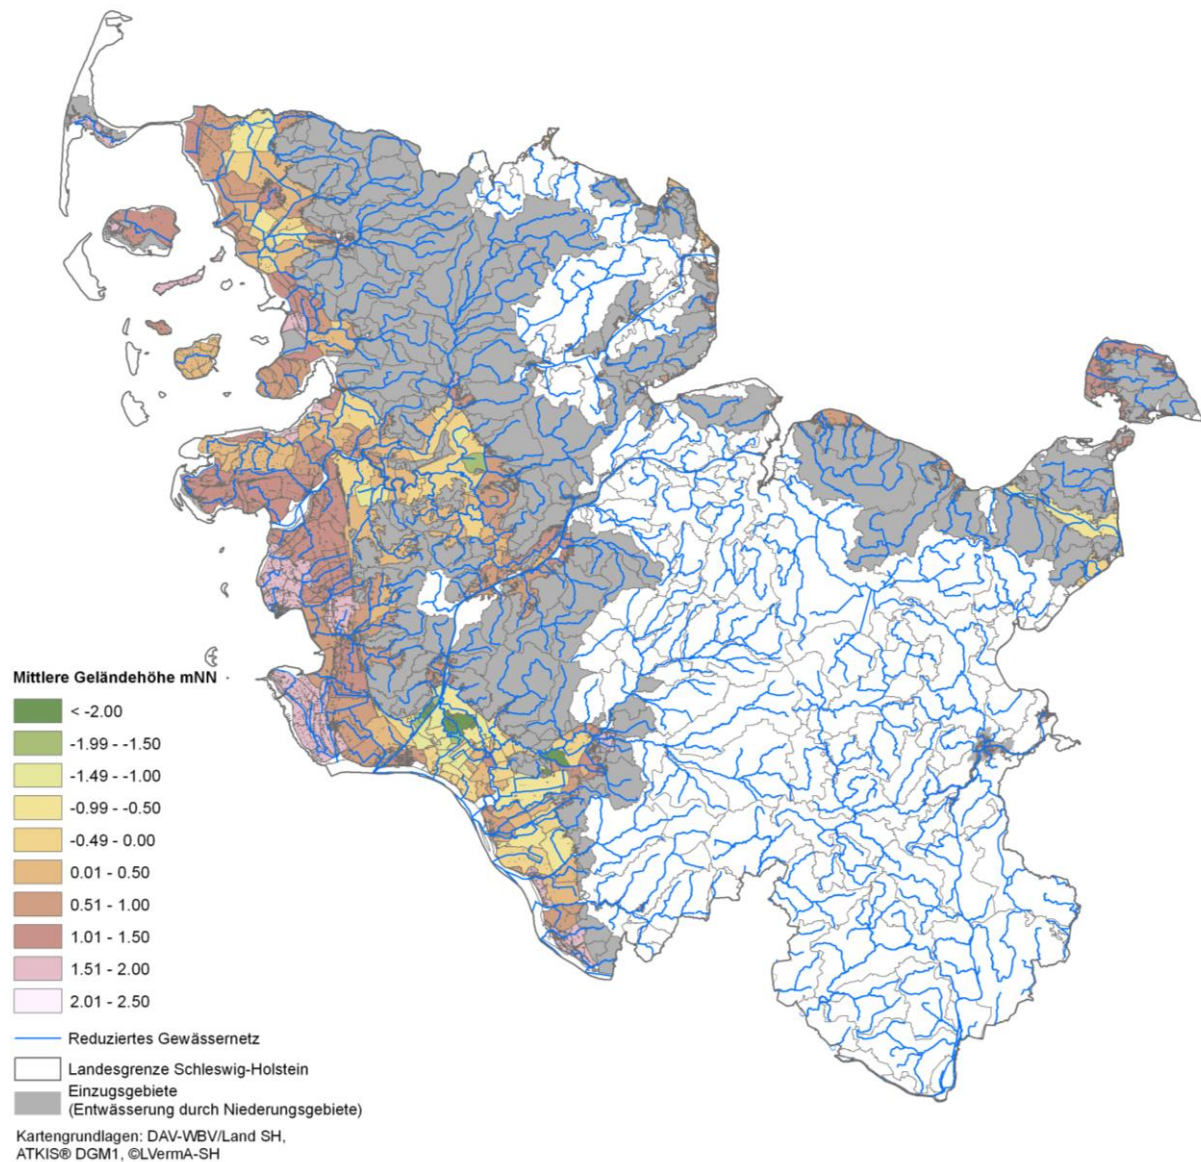 Mittlere Geländehöhe mNN
< -2.00
-1.99 - -1.50
-1.49 - -1.00
-0.99 - -0.50
-0.49 - 0.00
0.01 - 0.50
0.51 - 1.00
1.01 - 1.50
1.51 - 2.00
2.01 - 2.50
Reduziertes Gewässernetz
Landesgrenze Schleswig-Holstein
Einzugsgebiete
(Entwässerung durch Niederungsgebiete)
Kartengrundlagen: DAV-WBV/Land SH,
ATKIS® DGM1, ©LVermA-SH